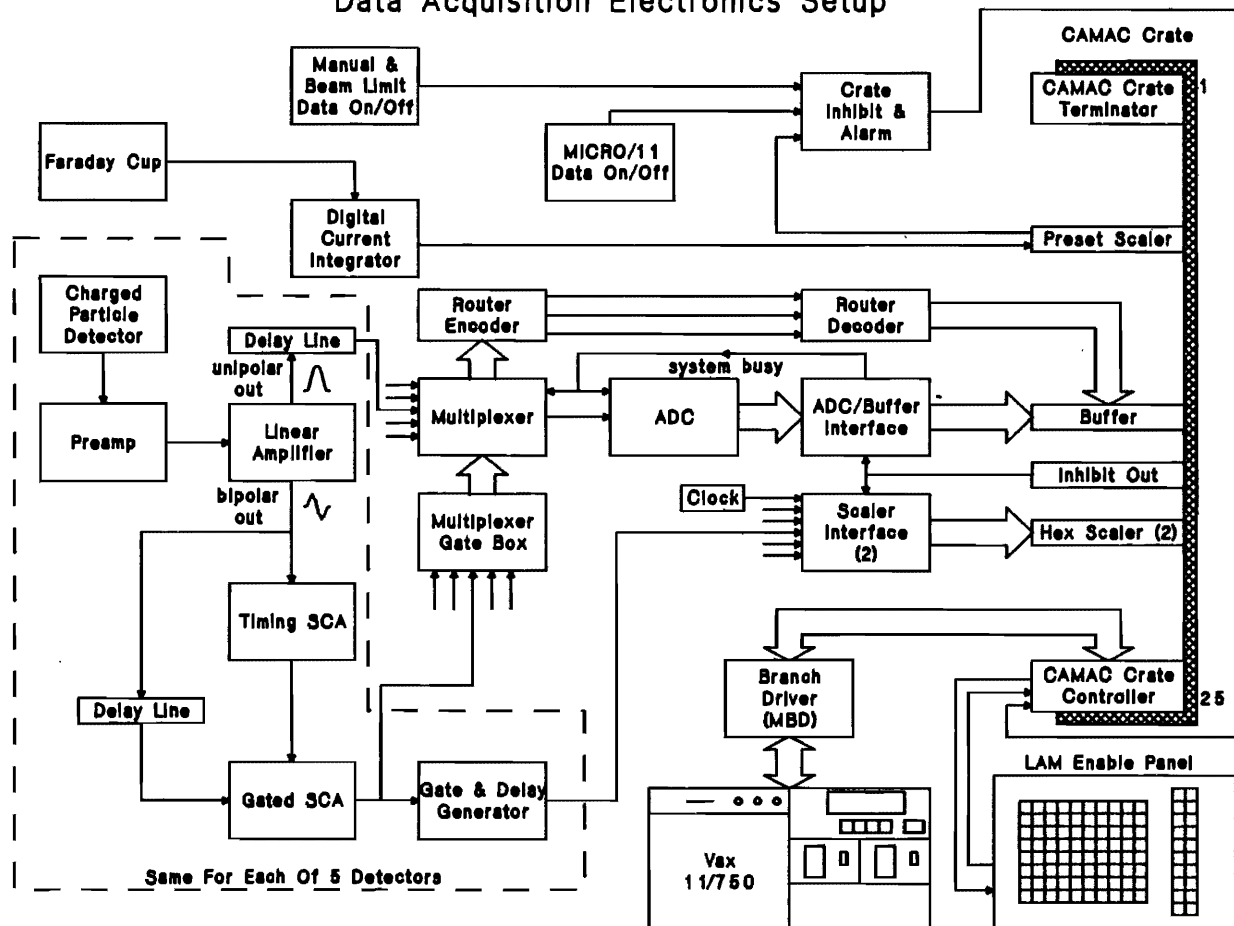 Data Acquisition Electronics Setup
CAMAC Crate
Manual &
Beam Limit
Data On/Off
Crate
Inhibit &
Alarm
CAMAC Crate
Terminator
1
MICRO/11
Data On/Off
Faraday Cup
Digital
Current
Integrator
Preset Scaler
Charged
Particle
Detector
Router
Encoder
Router
Decoder
Delay Line
unipolar
out
system busy
Preamp
Linear
Amplifier
Multiplexer
ADC
ADC/Buffer
Interface
Buffer
Inhibit Out
bipolar
out
Multiplexer
Gate Box
Clock
Scaler
Interface
(2)
Hex Scaler (2)
Timing SCA
Delay Line
Branch
Driver
(MBD)
CAMAC Crate
Controller
25
LAM Enable Panel
Gated SCA
Gate & Delay
Generator
Vax
11/750
Same For Each Of 5 Detectors